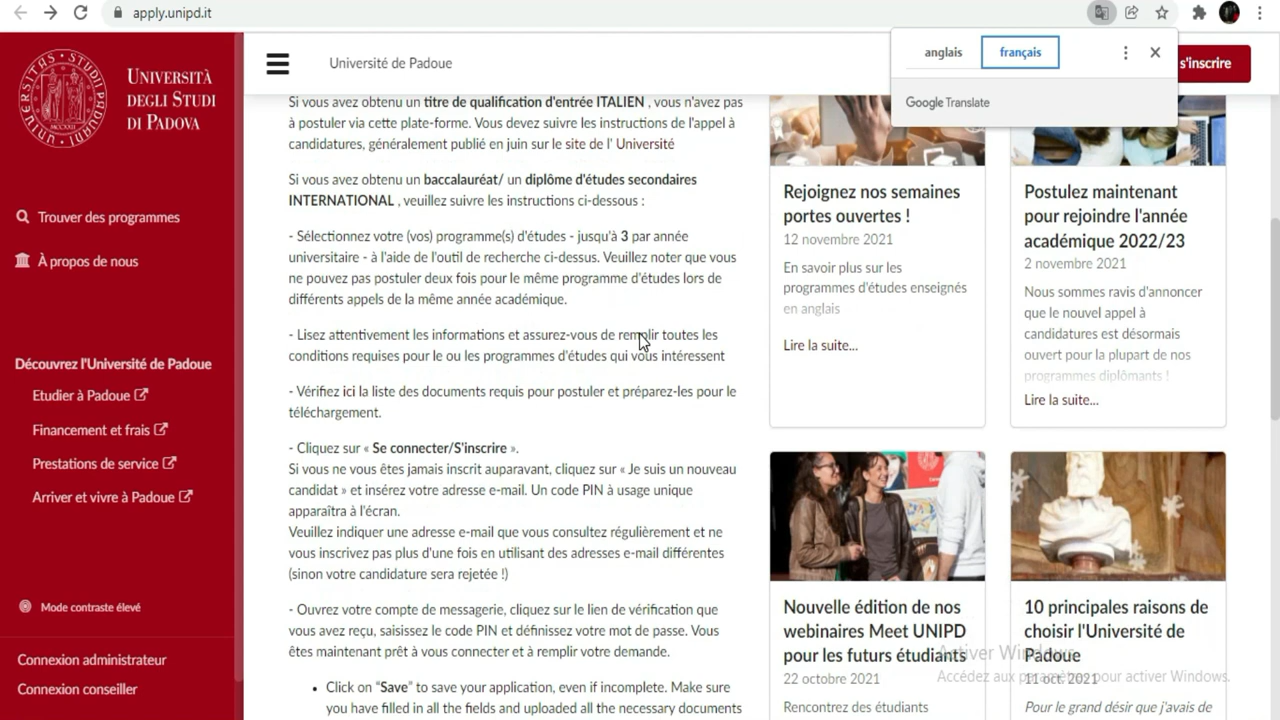 apply.unipd.it
anglais
français
Google Translate
UNIVERSITÀ
DEGLI STUDI
DI PADOVA
Trouver des programmes
À propos de nous
Découvrez l'Université de Padoue
Etudier à Padoue
Financement et frais
Prestations de service
Arriver et vivre à Padoue
Mode contraste élevé
Connexion administrateur
Connexion conseiller
Université de Padoue
s'inscrire
Si vous avez obtenu un titre de qualification d'entrée ITALIEN , vous n'avez pas
à postuler via cette plate-forme. Vous devez suivre les instructions de l'appel à
candidatures, généralement publié en juin sur le site de l' Université
Si vous avez obtenu un baccalauréat/ un diplôme d'études secondaires
INTERNATIONAL , veuillez suivre les instructions ci-dessous :
- Sélectionnez votre (vos) programme(s) d'études - jusqu'à 3 par année
universitaire - à l'aide de l'outil de recherche ci-dessus. Veuillez noter que vous
ne pouvez pas postuler deux fois pour le même programme d'études lors de
différents appels de la même année académique.
- Lisez attentivement les informations et assurez-vous de remplir toutes les
conditions requises pour le ou les programmes d'études qui vous intéressent
- Vérifiez ici la liste des documents requis pour postuler et préparez-les pour le
téléchargement.
- Cliquez sur « Se connecter/S'inscrire ».
Si vous ne vous êtes jamais inscrit auparavant, cliquez sur « Je suis un nouveau
candidat » et insérez votre adresse e-mail. Un code PIN à usage unique
apparaîtra à l'écran.
Veuillez indiquer une adresse e-mail que vous consultez régulièrement et ne
vous inscrivez pas plus d'une fois en utilisant des adresses e-mail différentes
(sinon votre candidature sera rejetée !)
- Ouvrez votre compte de messagerie, cliquez sur le lien de vérification que
vous avez reçu, saisissez le code PIN et définissez votre mot de passe. Vous
êtes maintenant prêt à vous connecter et à remplir votre demande.
• Click on “Save” to save your application, even if incomplete. Make sure
you have filled in all the fields and uploaded all the necessary documents
Rejoignez nos semaines
portes ouvertes !
12 novembre 2021
En savoir plus sur les
programmes d'études enseignés
en anglais
Lire la suite...
Postulez maintenant
pour rejoindre l'année
académique 2022/23
2 novembre 2021
Nous sommes ravis d'annoncer
que le nouvel appel à
candidatures est désormais
ouvert pour la plupart de nos
programmes diplômants !
Lire la suite...
Nouvelle édition de nos
webinaires Meet UNIPD
pour les futurs étudiants
22 octobre 2021
Rencontrez des étudiants
10 principales raisons de
choisir l'Université de
Padoue
11 oct. 2021
Pour le grand désir que j'avais de
Activer Windows
Accédez aux paramètres pour activer Windows.